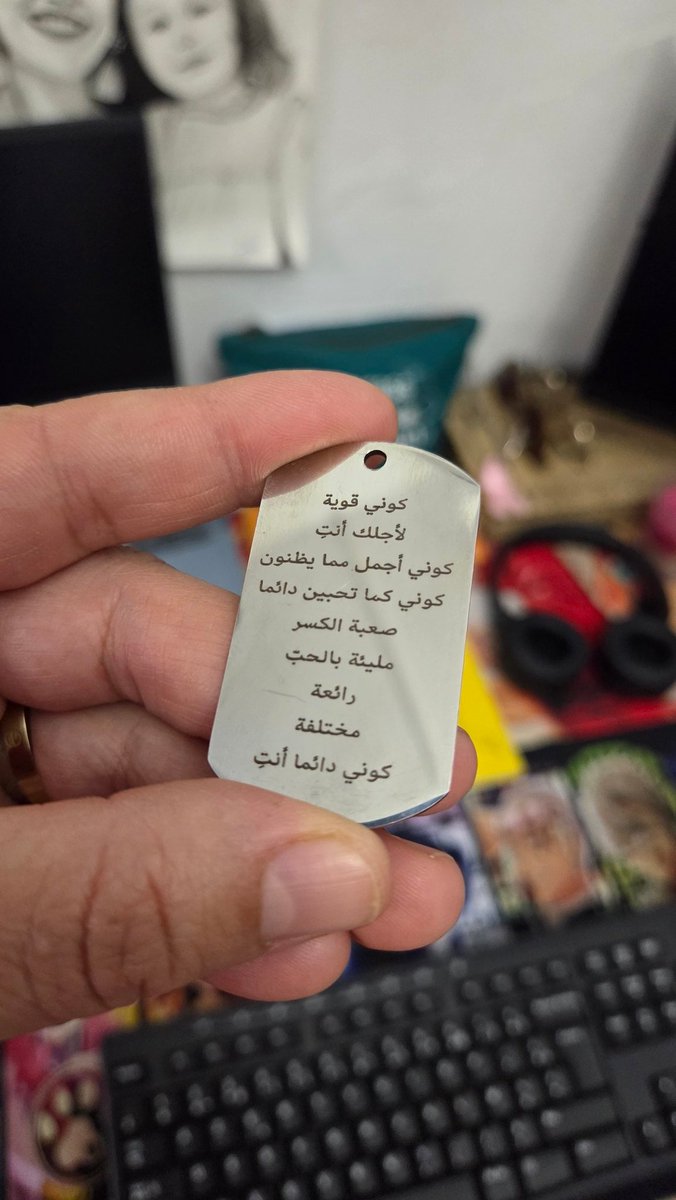 كوني قوية
لأجلك أنتِ
كوني أجمل مما يظنون
كوني كما تحبين دائما
صعبة الكسر
مليئة بالحبّ
رائعة
مختلفة
كوني دائما أنتِ